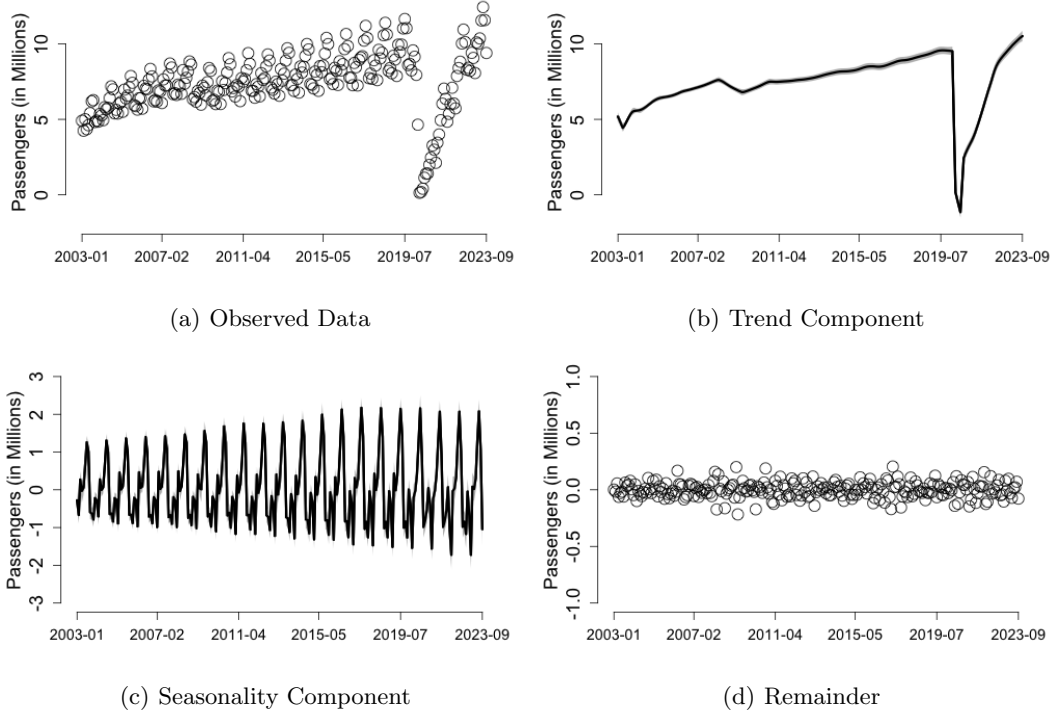 Passengers (in Millions)
10
5
0
2003-01 2007-02 2011-04 2015-05 2019-07 2023-09
(a) Observed Data
Passengers (in Millions)
10
5
0
2003-01 2007-02 2011-04 2015-05 2019-07 2023-09
(b) Trend Component
Passengers (in Millions)
3
2
1
0
-1
-2
-3
2003-01 2007-02 2011-04 2015-05 2019-07 2023-09
(c) Seasonality Component
Passengers (in Millions)
1.0
0.5
0.0
-0.5
-1.0
2003-01 2007-02 2011-04 2015-05 2019-07 2023-09
(d) Remainder